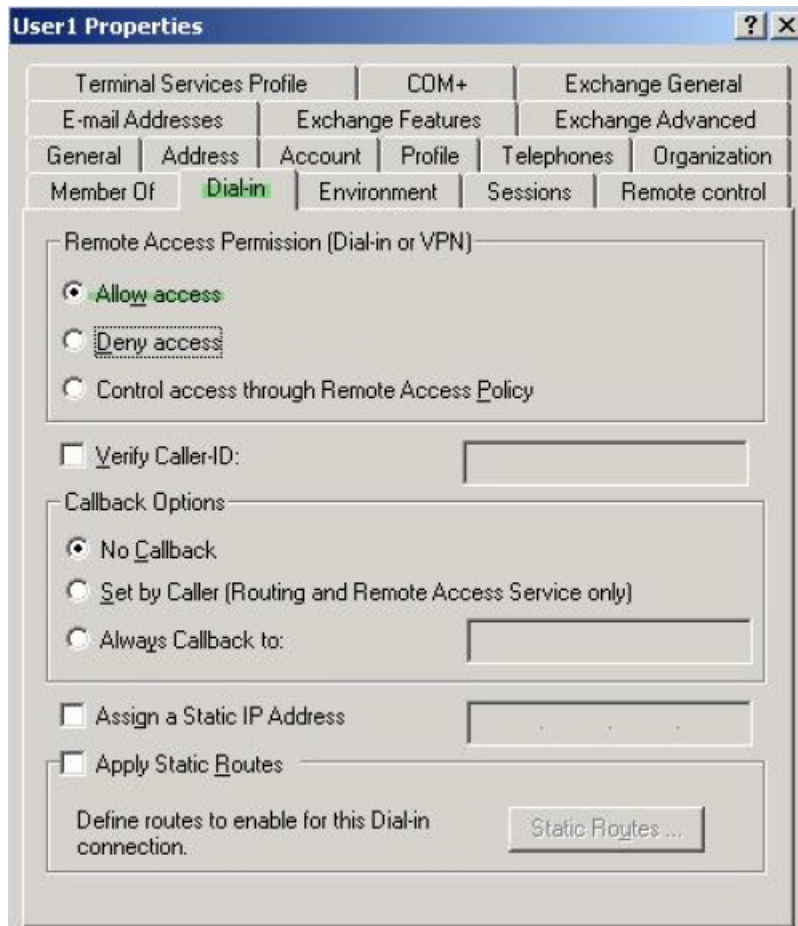 User1 Properties
Terminal Services Profile COM+ Exchange General
E-mail Addresses Exchange Features Exchange Advanced
General Address Account Profile Telephones Organization
Member Of Dial-in Environment Sessions Remote control
Remote Access Permission (Dial-in or VPN)
Allow access
Deny access
Control access through Remote Access Policy
Verify Caller-ID:
Callback Options
No Callback
Set by Caller (Routing and Remote Access Service only)
Always Callback to:
Assign a Static IP Address
Apply Static Routes
Define routes to enable for this Dial-in
connection.
Static Routes ...